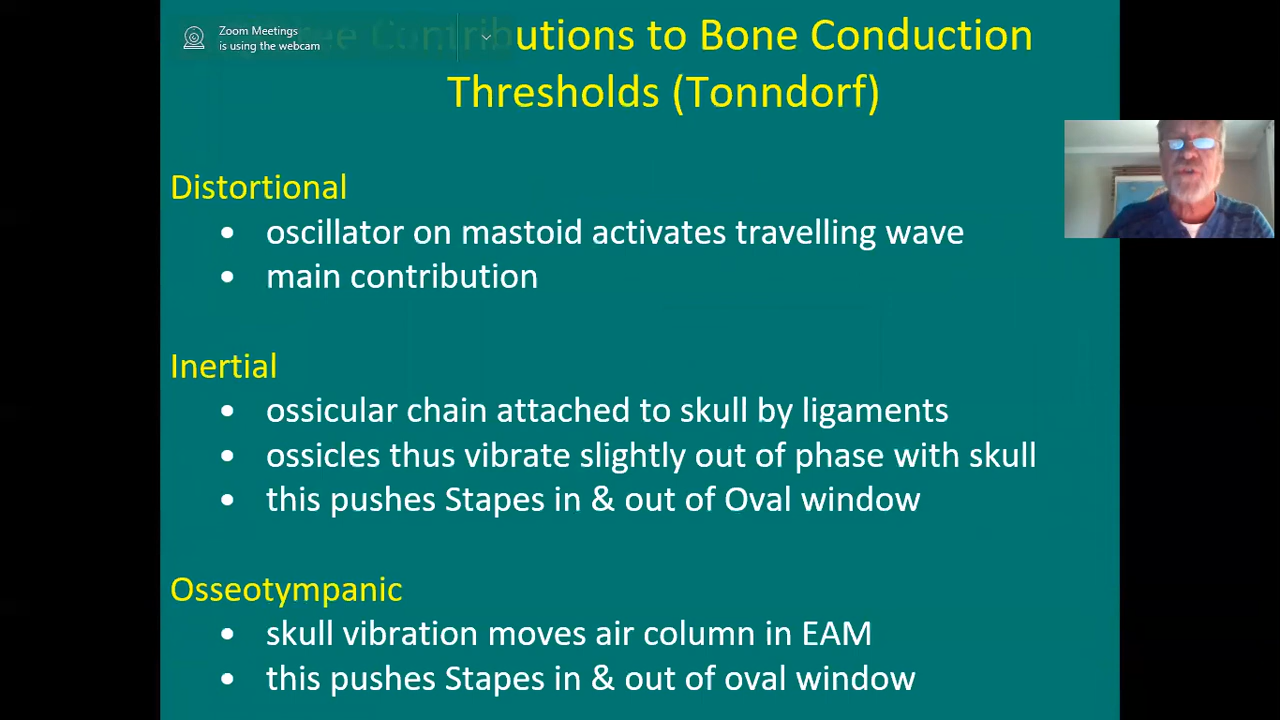 Zoom Meetings
is using the webcam
ee Contributions to Bone Conduction
Thresholds (Tonndorf)
Distortional
• oscillator on mastoid activates travelling wave
• main contribution
Inertial
• ossicular chain attached to skull by ligaments
• ossicles thus vibrate slightly out of phase with skull
• this pushes Stapes in & out of Oval window
Osseotympanic
• skull vibration moves air column in EAM
• this pushes Stapes in & out of oval window